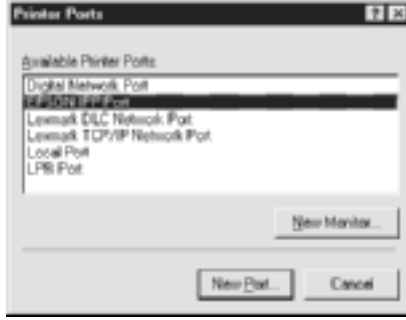 Printer Ports
Available Printer Ports:
Digital Network Port
EPSON IPP Port
Lexmark DLC Network Port
Lexmark TCP/IP Network Port
Local Port
LPR Port
New Monitor...
New Port...
Cancel